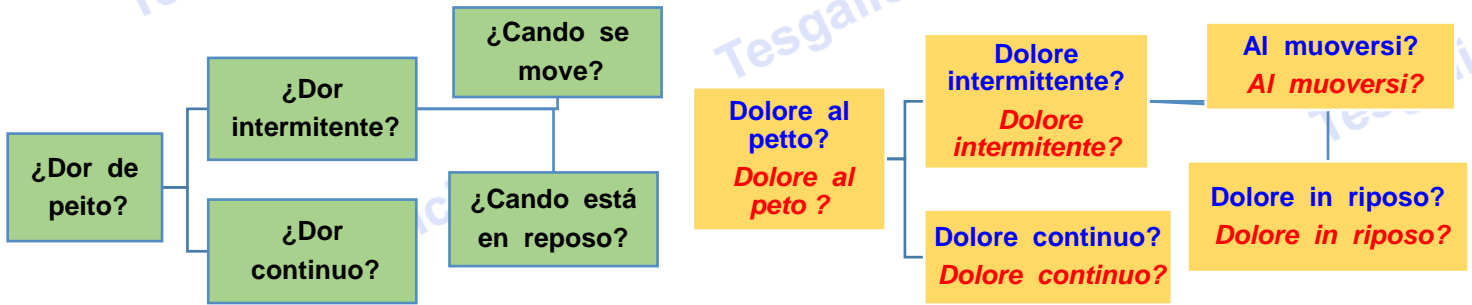 ¿Dor de
peito?
¿Dor
intermitente?
¿Dor
continuo?
¿Cando se
move?
¿Cando está
en reposo?
Dolore al
petto?
Dolore al
peto ?
Dolore
intermittente?
Dolore
intermitente?
Dolore continuo?
Dolore continuo?
Al muoversi?
Al muoversi?
Dolore in riposo?
Dolore in riposo?